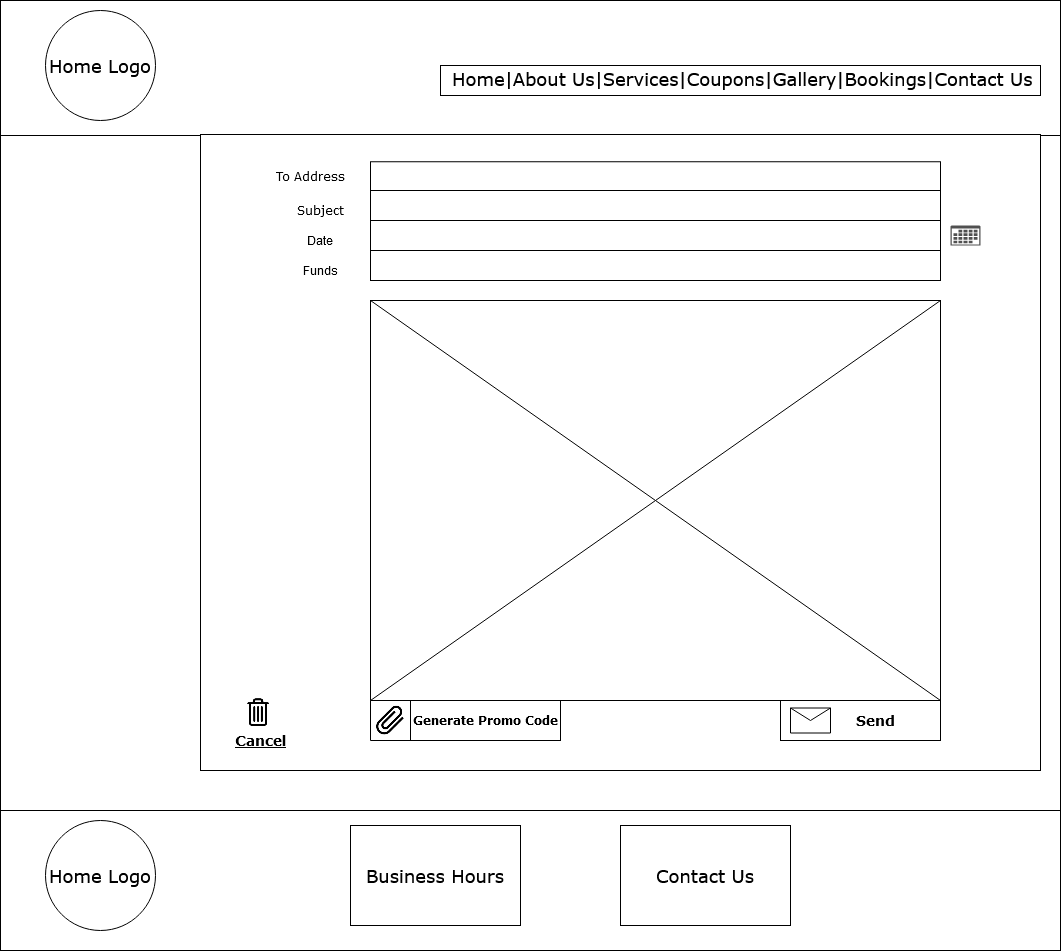 Home Logo
Home|About Us|Services|Coupons|Gallery|Bookings|Contact Us
To Address
Subject
Date
Funds
Generate Promo Code
Send
Cancel
Home Logo
Business Hours
Contact Us